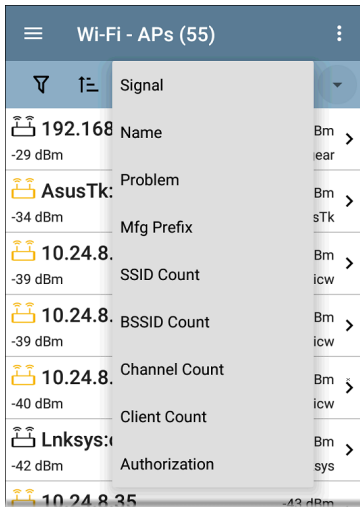 Wi-Fi - APs (55)
Signal
Name
Problem
Mfg Prefix
SSID Count
BSSID Count
Channel Count
Client Count
Authorization
192.168
Bm
-29 dBm
ear
AsusTk:
Bm
-34 dBm
sTk
10.24.8.
Bm
-39 dBm
icw
10.24.8.
Bm
-39 dBm
icw
10.24.8.
Bm
-40 dBm
icw
Lnksys:
Bm
-42 dBm
sys
10.24.8.35
-43 dBm